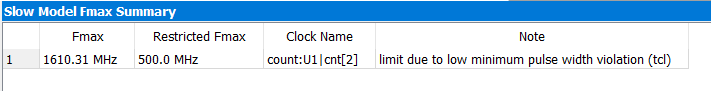 Slow Model Fmax Summary
Fmax Restricted Fmax Clock Name Note
1 1610.31 MHz 500.0 MHz count:U1|cnt[2] limit due to low minimum pulse width violation (tcl)